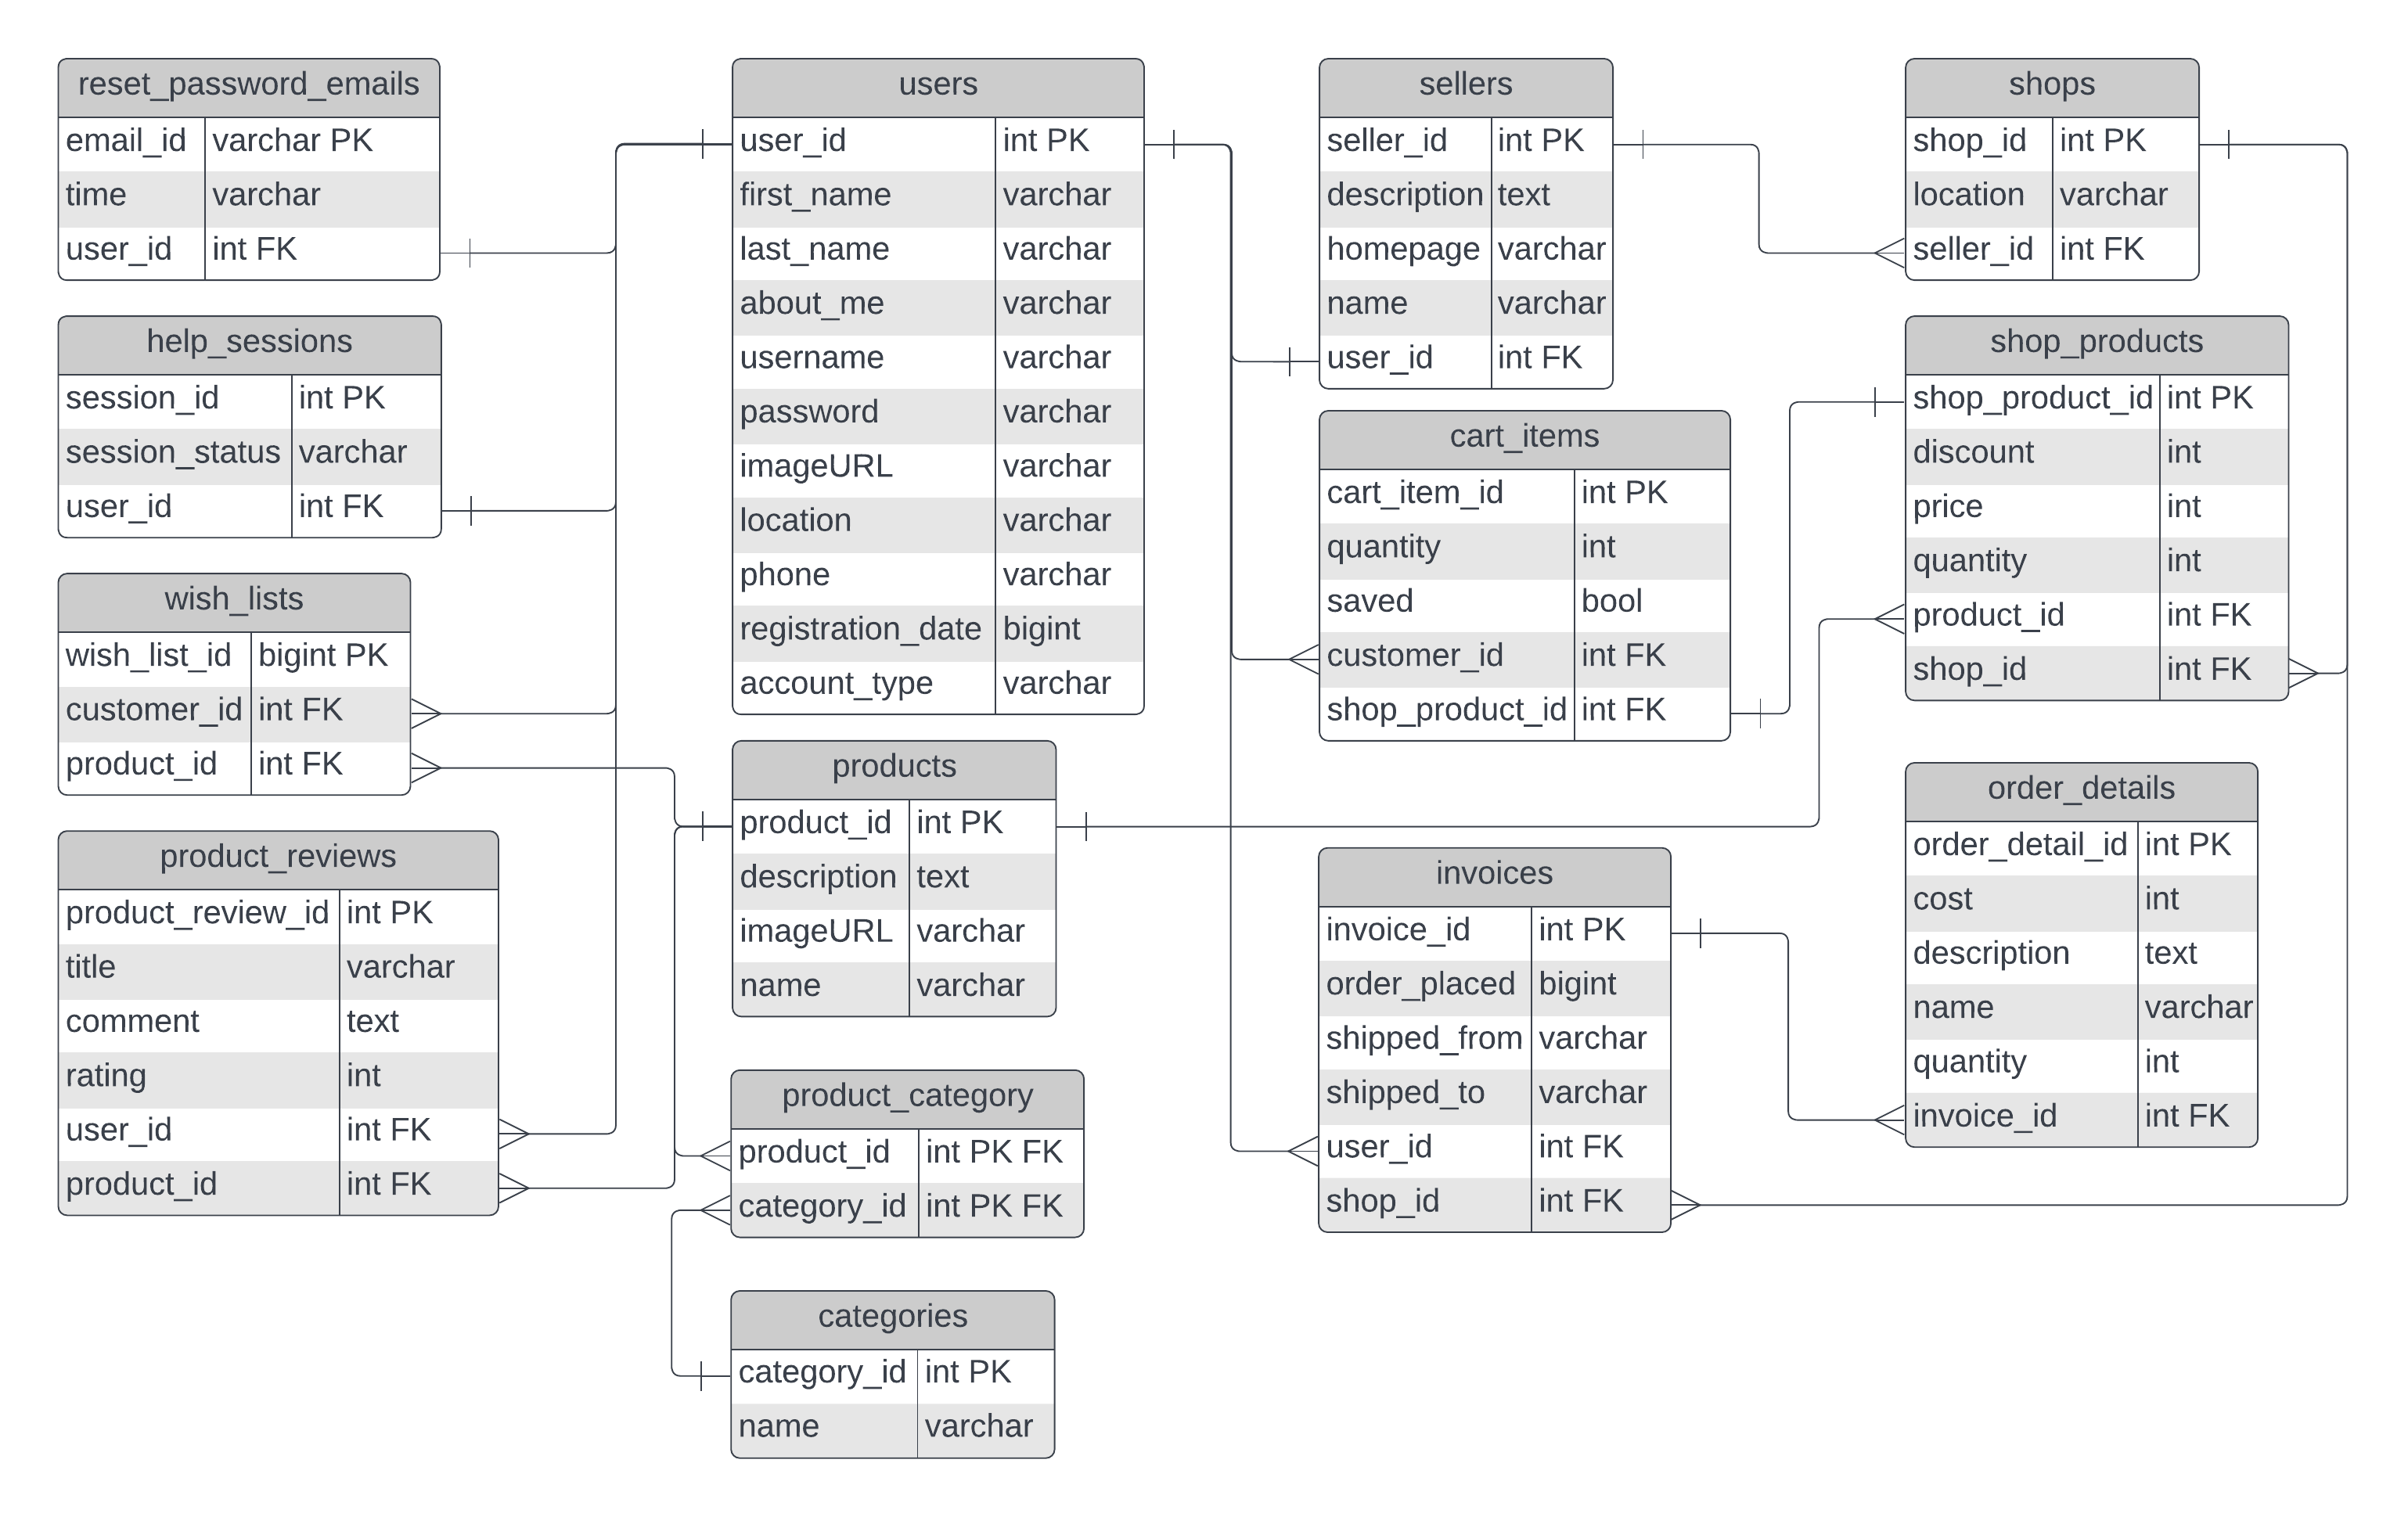 reset_password_emails
email_id varchar PK
time varchar
user_id int FK
help_sessions
session_id int PK
session_status varchar
user_id int FK
wish_lists
wish_list_id bigint PK
customer_id int FK
product_id int FK
product_reviews
product_review_id int PK
title varchar
comment text
rating int
user_id int FK
product_id int FK
users
user_id int PK
first_name varchar
last_name varchar
about_me varchar
username varchar
password varchar
imageURL varchar
location varchar
phone varchar
registration_date bigint
account_type varchar
products
product_id int PK
description text
imageURL varchar
name varchar
product_category
product_id int PK FK
category_id int PK FK
categories
category_id int PK
name varchar
sellers
seller_id int PK
description text
homepage varchar
name varchar
user_id int FK
cart_items
cart_item_id int PK
quantity int
saved bool
customer_id int FK
shop_product_id int FK
invoices
invoice_id int PK
order_placed bigint
shipped_from varchar
shipped_to varchar
user_id int FK
shop_id int FK
shops
shop_id int PK
location varchar
seller_id int FK
shop_products
shop_product_id int PK
discount int
price int
quantity int
product_id int FK
shop_id int FK
order_details
order_detail_id int PK
cost int
description text
name varchar
quantity int
invoice_id int FK